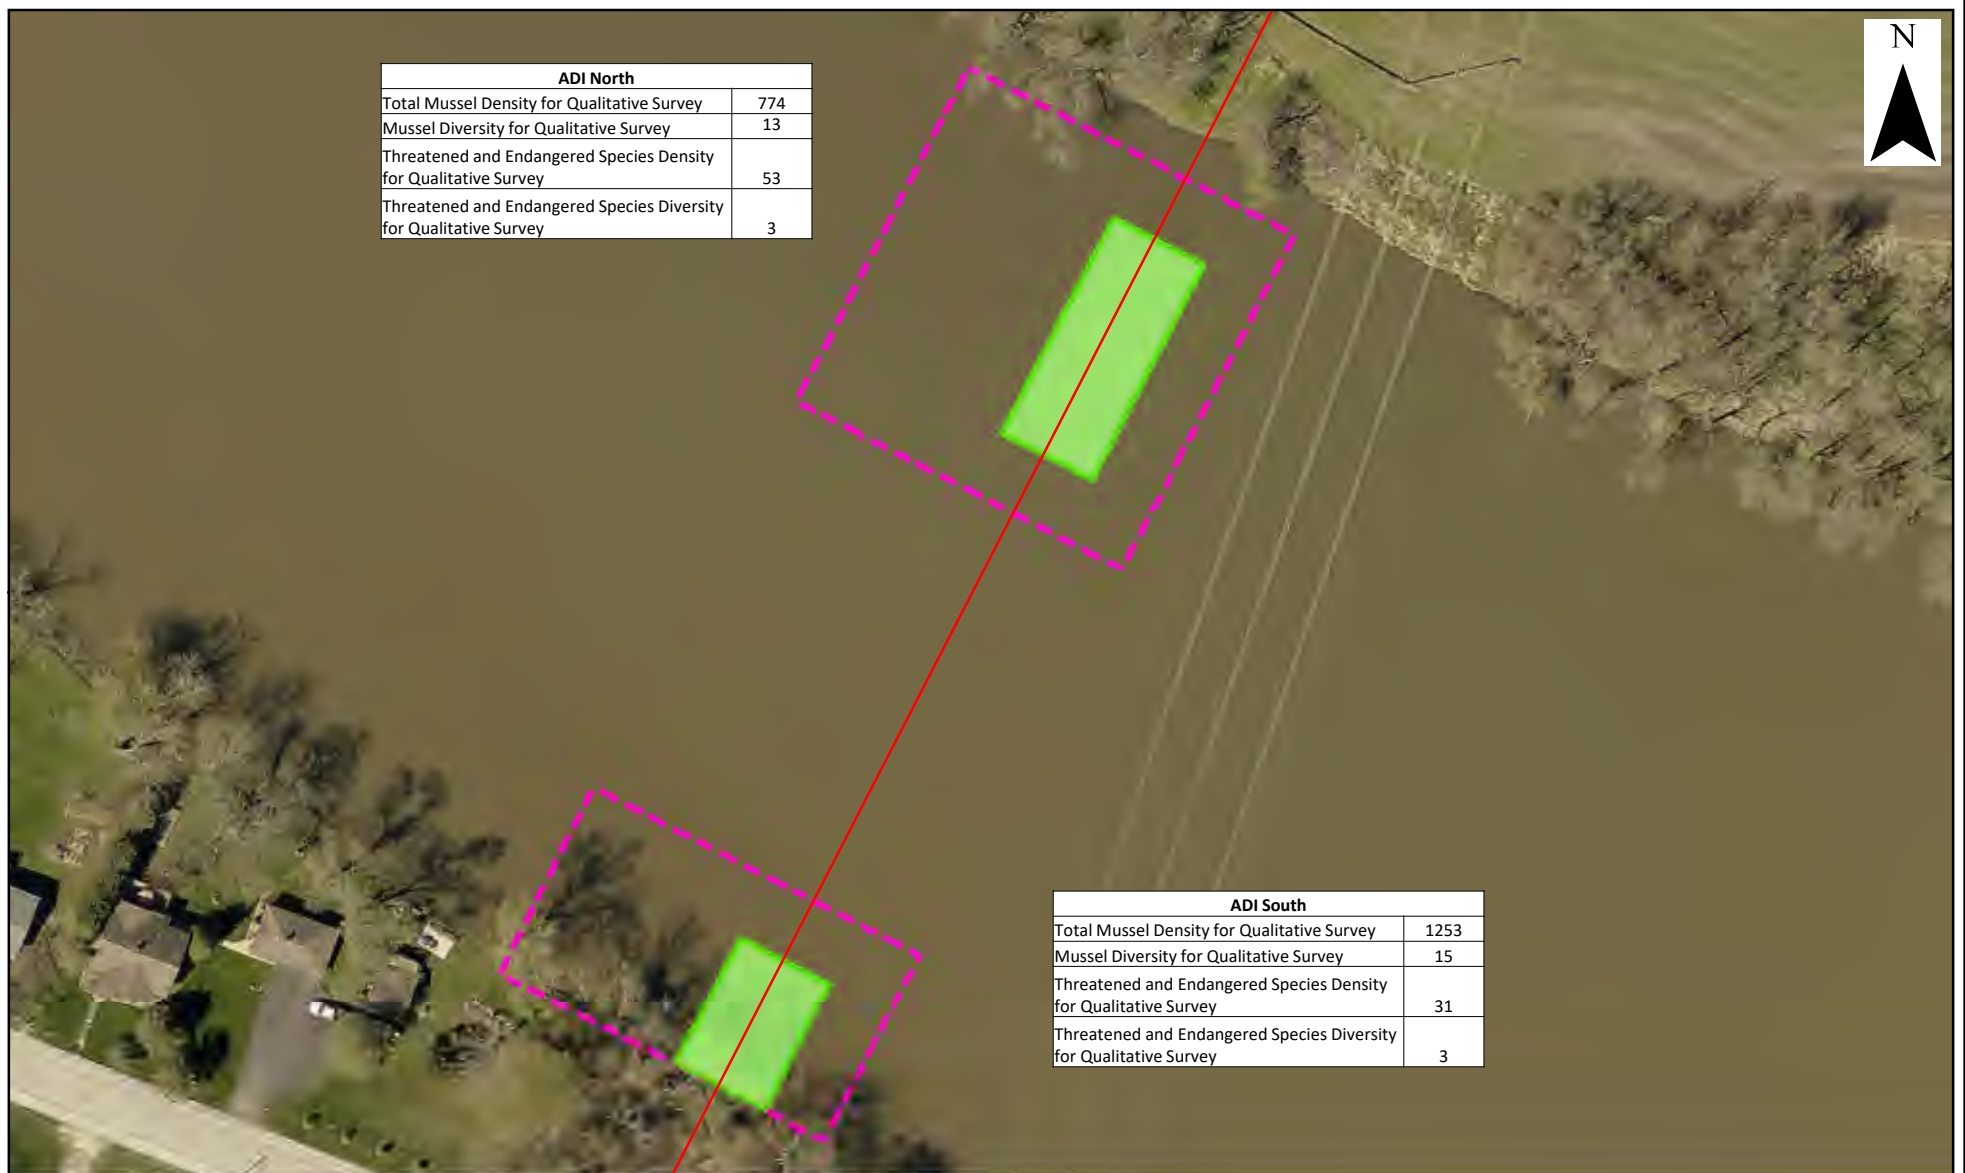 N
ADI North
Total Mussel Density for Qualitative Survey 774
Mussel Diversity for Qualitative Survey 13
Threatened and Endangered Species Density
for Qualitative Survey 53
Threatened and Endangered Species Diversity
for Qualitative Survey 3
ADI South
Total Mussel Density for Qualitative Survey 1253
Mussel Diversity for Qualitative Survey 15
Threatened and Endangered Species Density
for Qualitative Survey 31
Threatened and Endangered Species Diversity
for Qualitative Survey 3